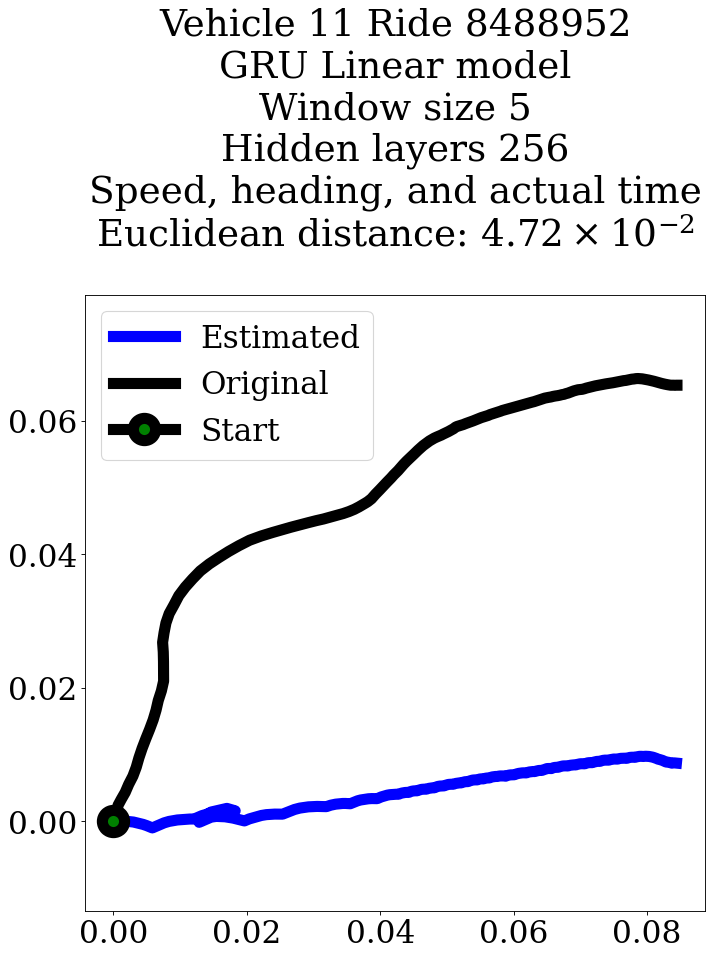 Vehicle 11 Ride 8488952
GRU Linear model
Window size 5
Hidden layers 256
Speed, heading, and actual time
Euclidean distance: 4.72 × 10⁻²
Estimated
Original
Start
0.06
0.04
0.02
0.00
0.00 0.02 0.04 0.06 0.08